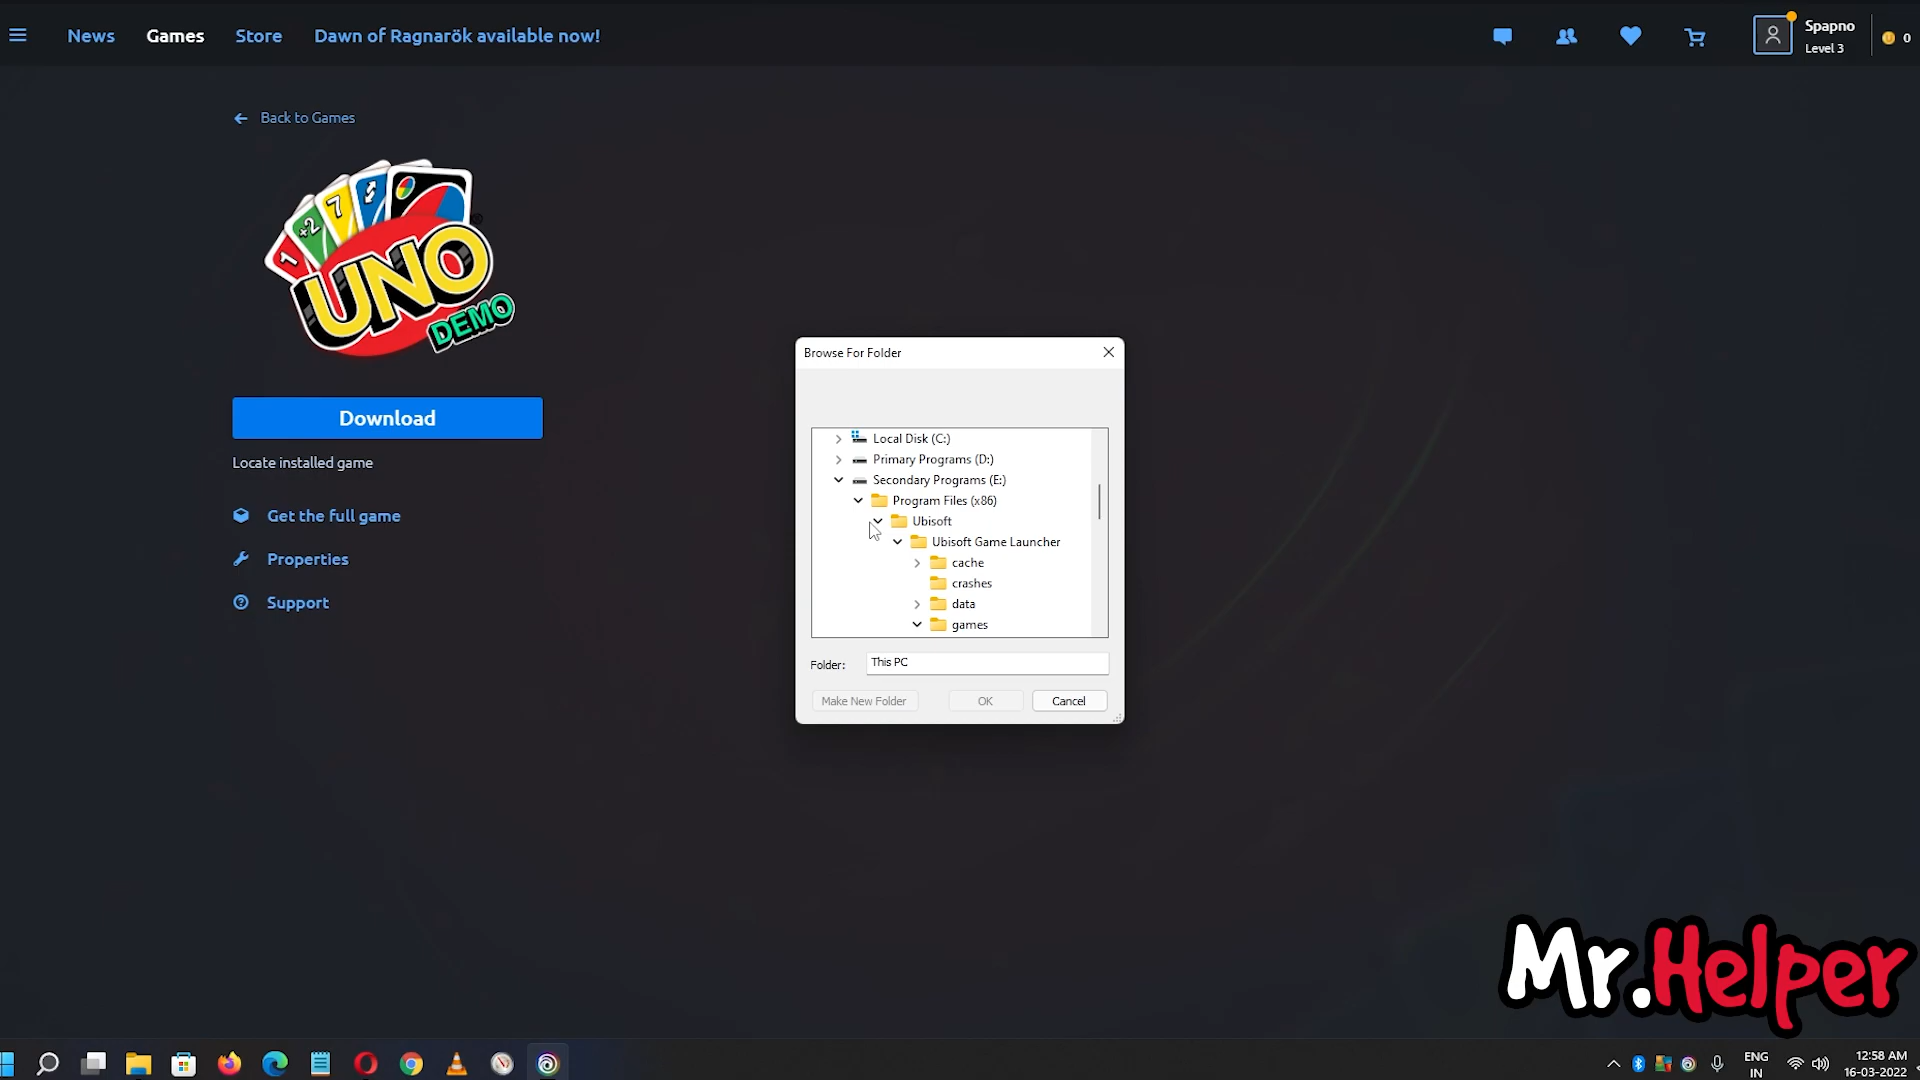 News
Games
Store
Dawn of Ragnarök available now!
Spapno
Level 3
0
Back to Games
1
+2
7
UNO
DEMO
Download
Locate installed game
Get the full game
Properties
Support
Browse For Folder
Local Disk (C:)
Primary Programs (D:)
Secondary Programs (E:)
Program Files (x86)
Ubisoft
Ubisoft Game Launcher
cache
crashes
data
games
Folder:
This PC
Make New Folder
OK
Cancel
Mr.Helper
ENG
IN
12:58 AM
16-03-2022